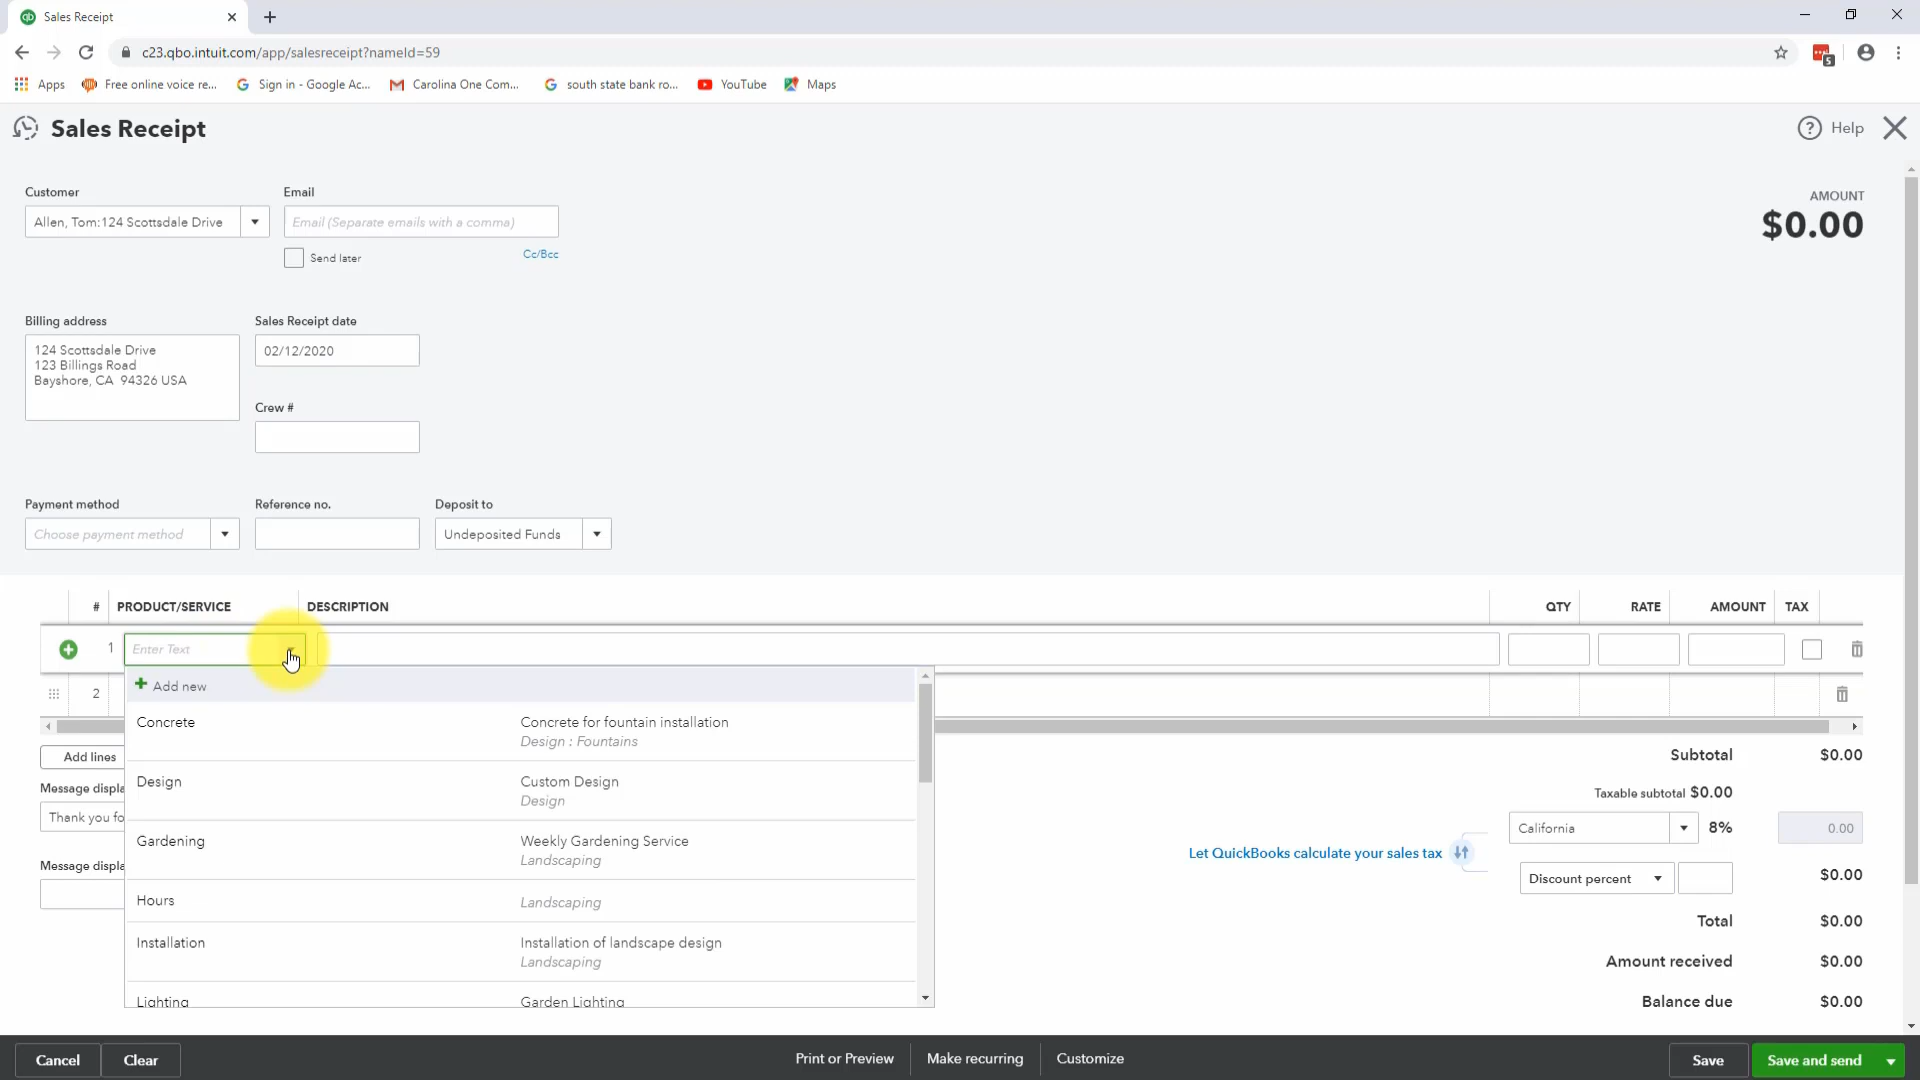 Sales Receipt
c23.qbo.intuit.com/app/salesreceipt?nameId=59
5
Apps
Free online voice re...
Sign in - Google Ac...
Carolina One Com...
south state bank ro...
YouTube
Maps
Sales Receipt
? Help
Customer
Email
AMOUNT
Allen, Tom:124 Scottsdale Drive
Email (Separate emails with a comma)
$0.00
Send later
Cc/Bcc
Billing address
Sales Receipt date
124 Scottsdale Drive
123 Billings Road
Bayshore, CA 94326 USA
02/12/2020
Crew #
Payment method
Reference no.
Deposit to
Choose payment method
Undeposited Funds
# PRODUCT/SERVICE DESCRIPTION QTY RATE AMOUNT TAX
1 Enter Text
2
Add new
Concrete Concrete for fountain installation
Design : Fountains
Design Custom Design
Design
Gardening Weekly Gardening Service
Landscaping
Hours Landscaping
Installation Installation of landscape design
Landscaping
Lighting Garden Lighting
Add lines
Message displa
Thank you fo
Message displa
Subtotal $0.00
Taxable subtotal $0.00
California 8% 0.00
Let QuickBooks calculate your sales tax
Discount percent $0.00
Total $0.00
Amount received $0.00
Balance due $0.00
Cancel
Clear
Print or Preview
Make recurring
Customize
Save
Save and send